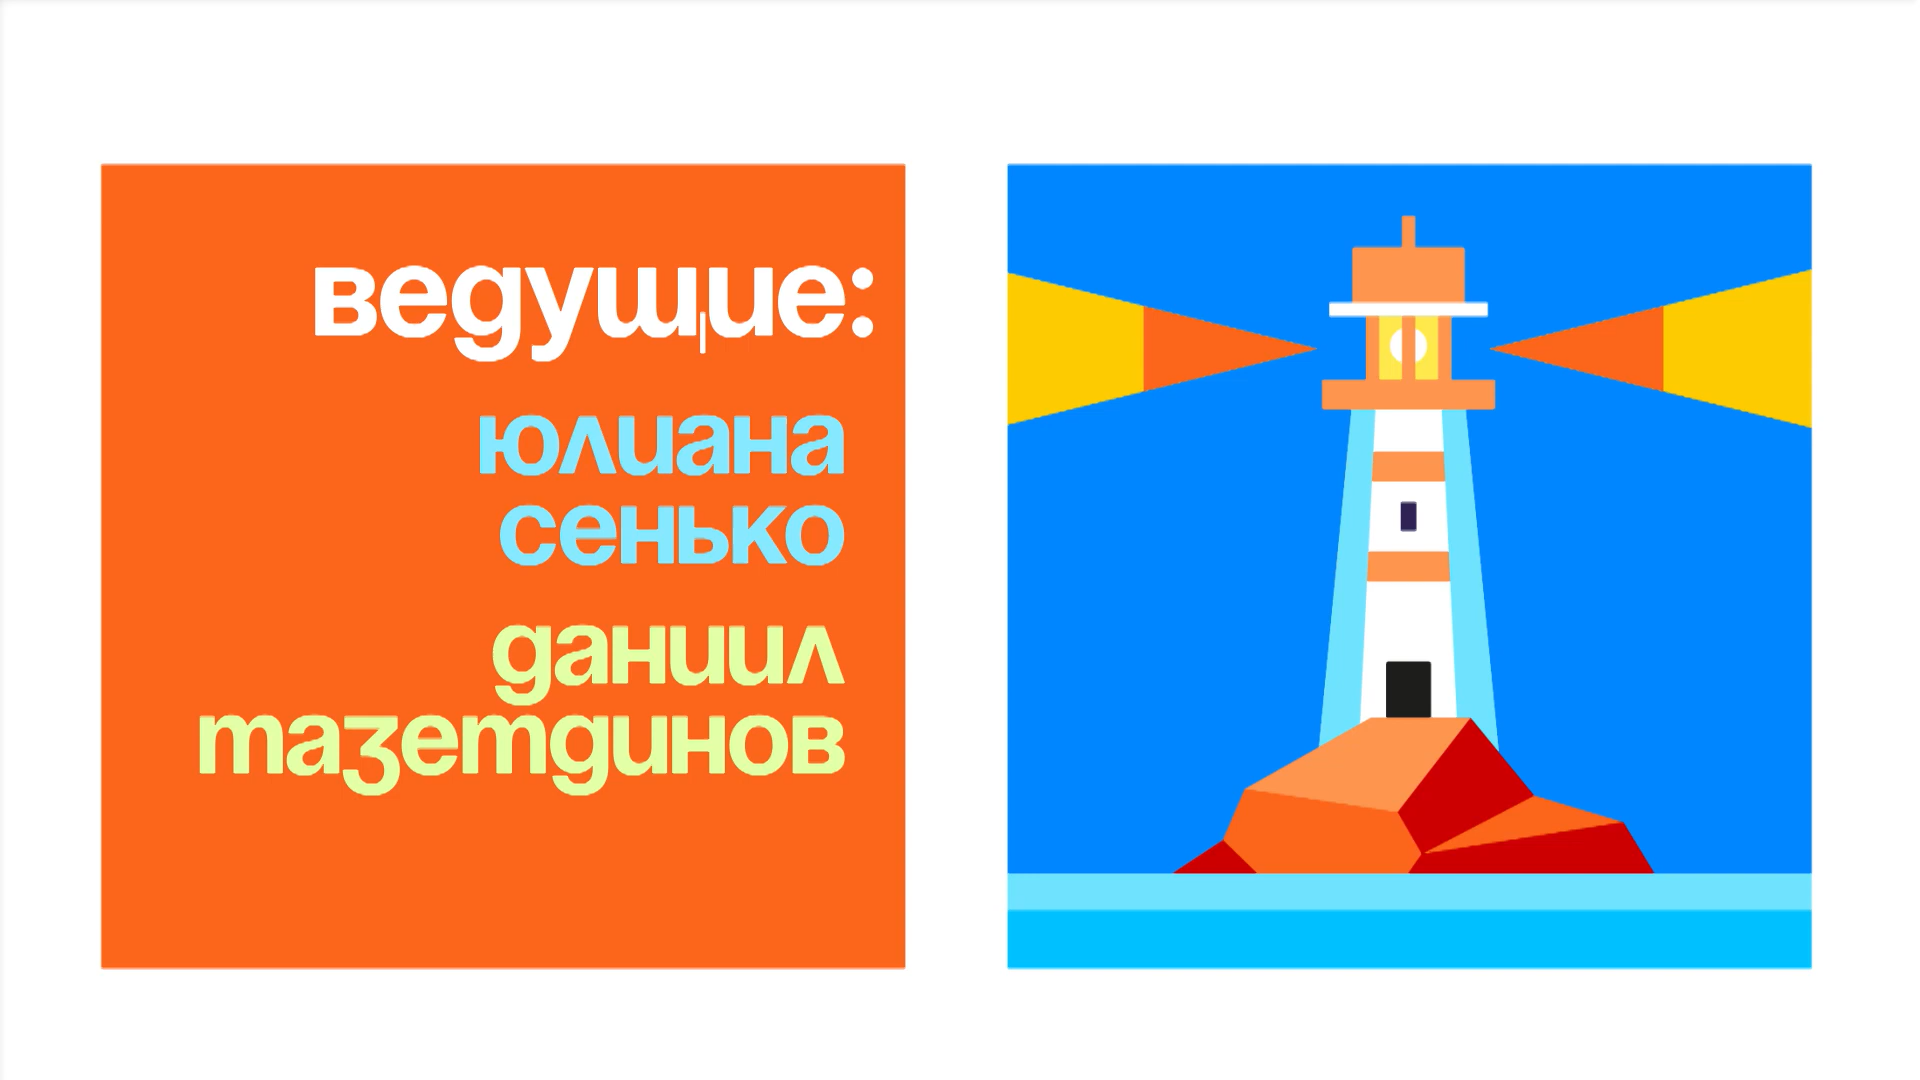 ведущие:
юлиана
сенько
даниил
тазетдинов